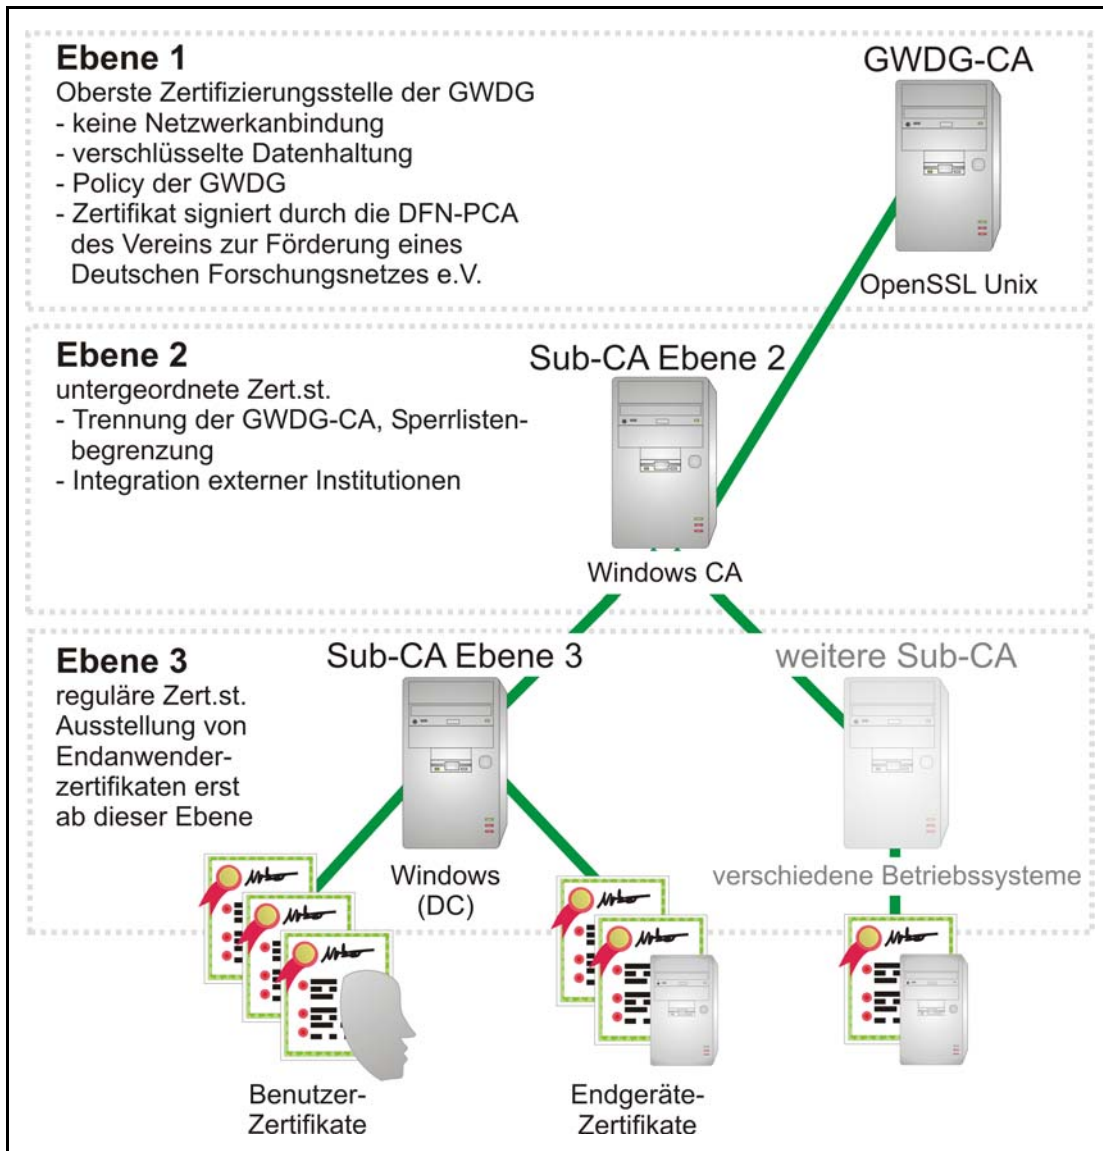 Ebene 1
Oberste Zertifizierungsstelle der GWDG
- keine Netzwerkanbindung
- verschlüsselte Datenhaltung
- Policy der GWDG
- Zertifikat signiert durch die DFN-PCA
des Vereins zur Förderung eines
Deutschen Forschungsnetzes e.V.
GWDG-CA
OpenSSL Unix
Ebene 2
untergeordnete Zert.st.
- Trennung der GWDG-CA, Sperrlisten-
begrenzung
- Integration externer Institutionen
Sub-CA Ebene 2
Windows CA
Ebene 3
reguläre Zert.st.
Ausstellung von
Endanwender-
zertifikaten erst
ab dieser Ebene
Sub-CA Ebene 3
Windows
(DC)
weitere Sub-CA
verschiedene Betriebssysteme
Benutzer-
Zertifikate
Endgeräte-
Zertifikate